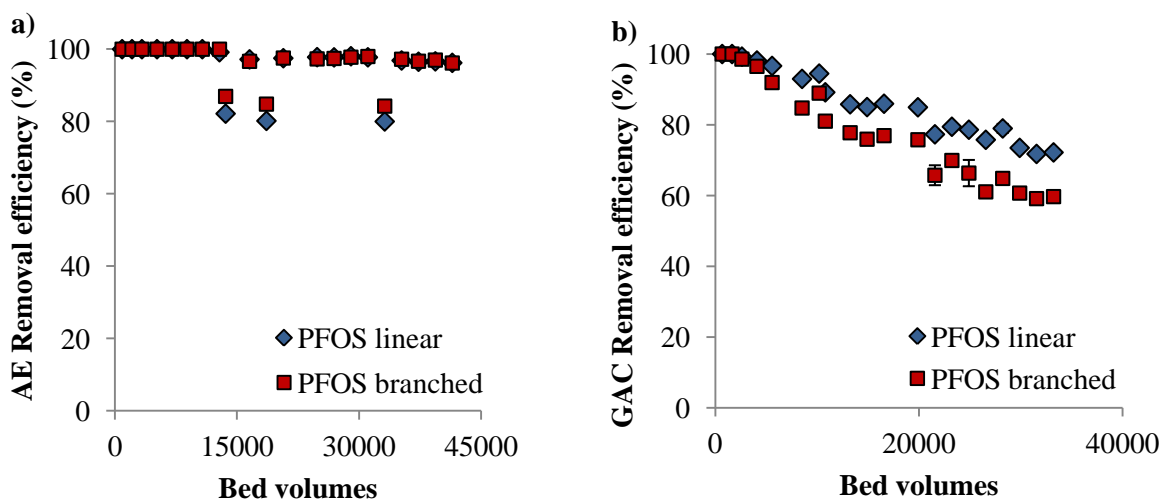 a)
AE Removal efficiency (%)
100
80
60
40
20
0
PFOS linear
PFOS branched
0 15000 30000 45000
Bed volumes
b)
GAC Removal efficiency (%)
100
80
60
40
20
0
PFOS linear
PFOS branched
0 20000 40000
Bed volumes